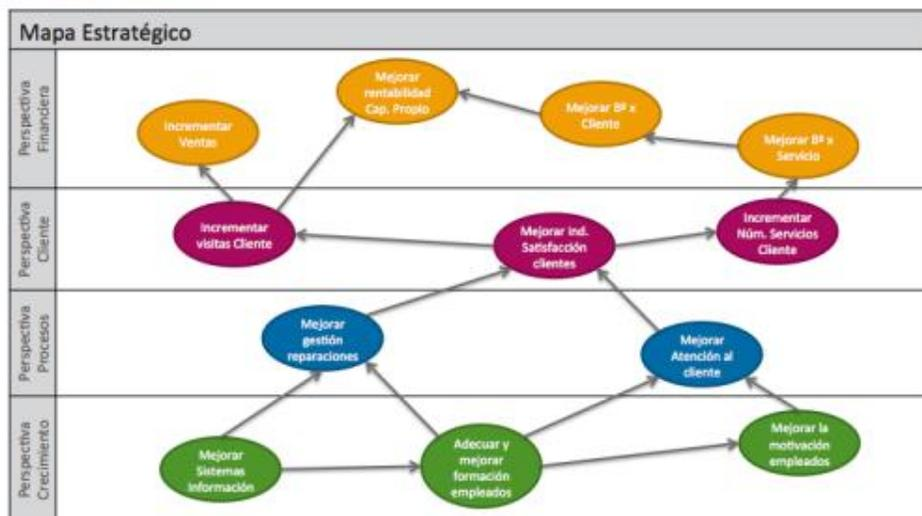 Mapa Estratégico
Perspectiva
Financiera
Mejorar
rentabilidad
Cap. Propio
Incrementar
Ventas
Mejorar Bº x
Cliente
Mejorar Bº x
Servicio
Perspectiva
Cliente
Incrementar
visitas Cliente
Mejorar Ind.
Satisfacción
clientes
Incrementar
Núm. Servicios
Cliente
Perspectiva
Procesos
Mejorar
gestión
reparaciones
Mejorar
Atención al
cliente
Perspectiva
Crecimiento
Mejorar
Sistemas
Información
Adecuar y
mejorar
formación
empleados
Mejorar la
motivación
empleados